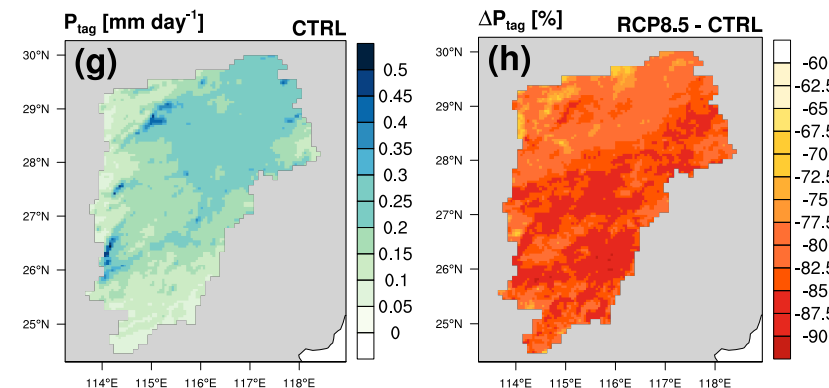 P_tag [mm day⁻¹] CTRL
(g)
30°N
29°N
28°N
27°N
26°N
25°N
114°E 115°E 116°E 117°E 118°E
0.5
0.45
0.4
0.35
0.3
0.25
0.2
0.15
0.1
0.05
0
ΔP_tag [%] RCP8.5 - CTRL
(h)
30°N
29°N
28°N
27°N
26°N
25°N
114°E 115°E 116°E 117°E 118°E
-60
-62.5
-65
-67.5
-70
-72.5
-75
-77.5
-80
-82.5
-85
-87.5
-90